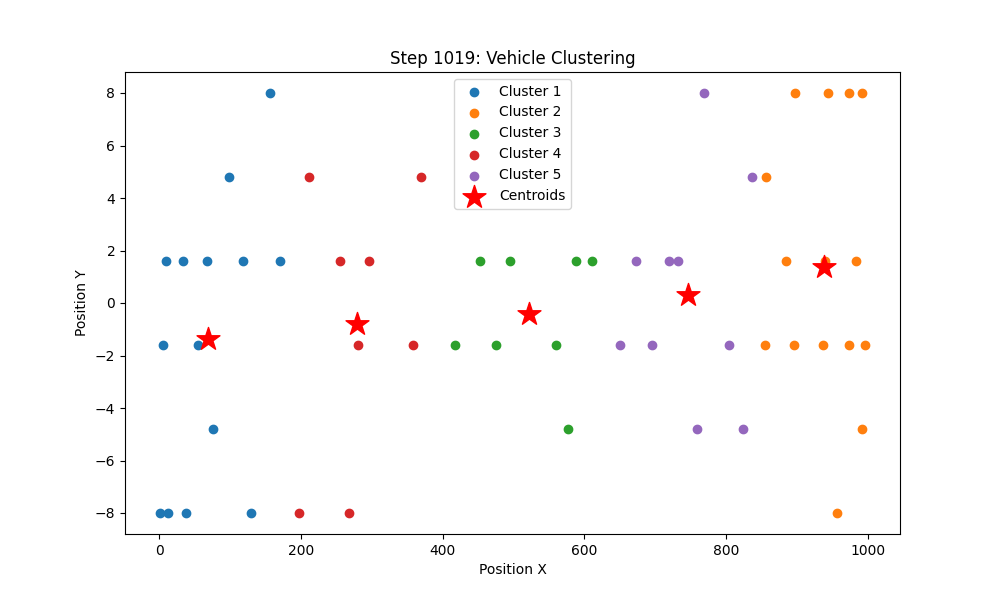 Step 1019: Vehicle Clustering
Cluster 1
Cluster 2
Cluster 3
Cluster 4
Cluster 5
Centroids
8
6
4
2
0
−2
−4
−6
−8
Position Y
0 200 400 600 800 1000
Position X